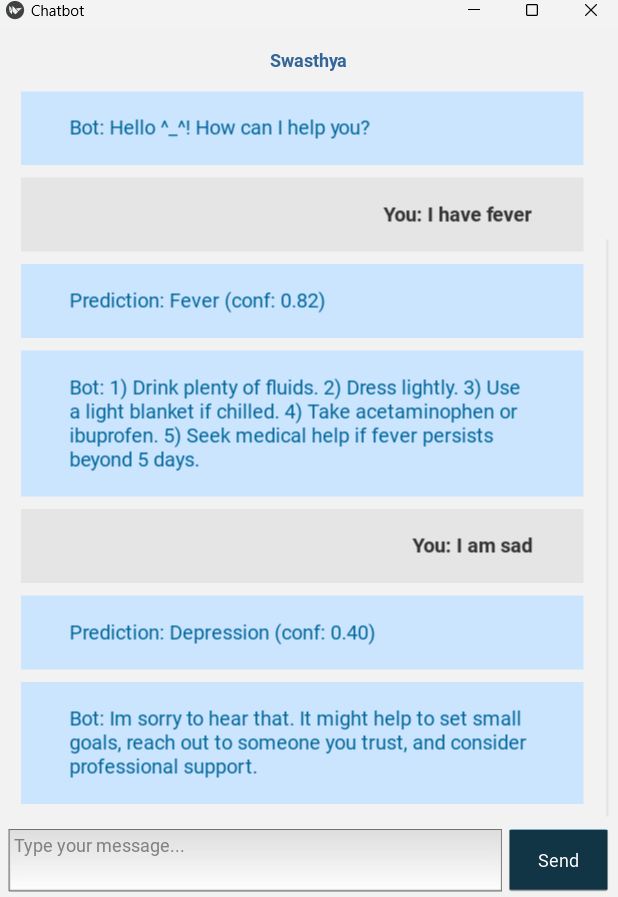 Chatbot
Swasthya
Bot: Hello ^_^! How can I help you?
You: I have fever
Prediction: Fever (conf: 0.82)
Bot: 1) Drink plenty of fluids. 2) Dress lightly. 3) Use
a light blanket if chilled. 4) Take acetaminophen or
ibuprofen. 5) Seek medical help if fever persists
beyond 5 days.
You: I am sad
Prediction: Depression (conf: 0.40)
Bot: Im sorry to hear that. It might help to set small
goals, reach out to someone you trust, and consider
professional support.
Type your message...
Send